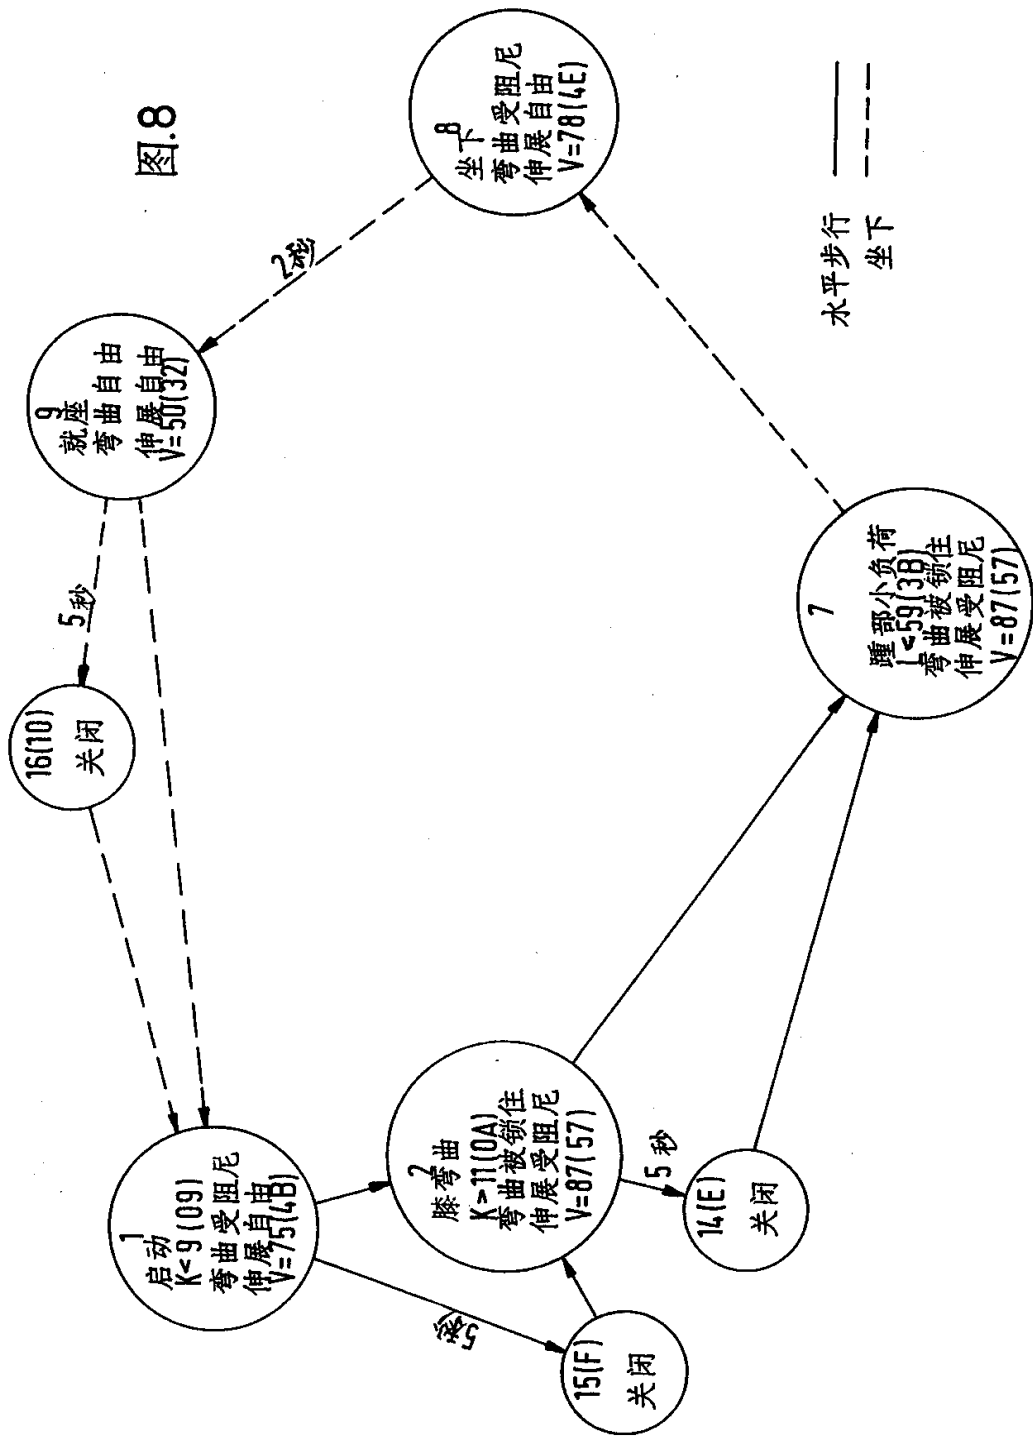 图.8
1
启动
K<9 (09)
弯曲受阻尼
伸展自由
V=75(4B)
5秒
15(F)
关闭
2
膝弯曲
K>11(0A)
弯曲被锁住
伸展受阻尼
V=87(57)
5秒
14(E)
关闭
16(10)
关闭
5秒
9
就座
弯曲自由
伸展自由
V=50(32)
2秒
8
坐下
弯曲受阻尼
伸展自由
V=78(4E)
7
踵部小负荷
L<59(3B)
弯曲被锁住
伸展受阻尼
V=87(57)
水平步行
坐下